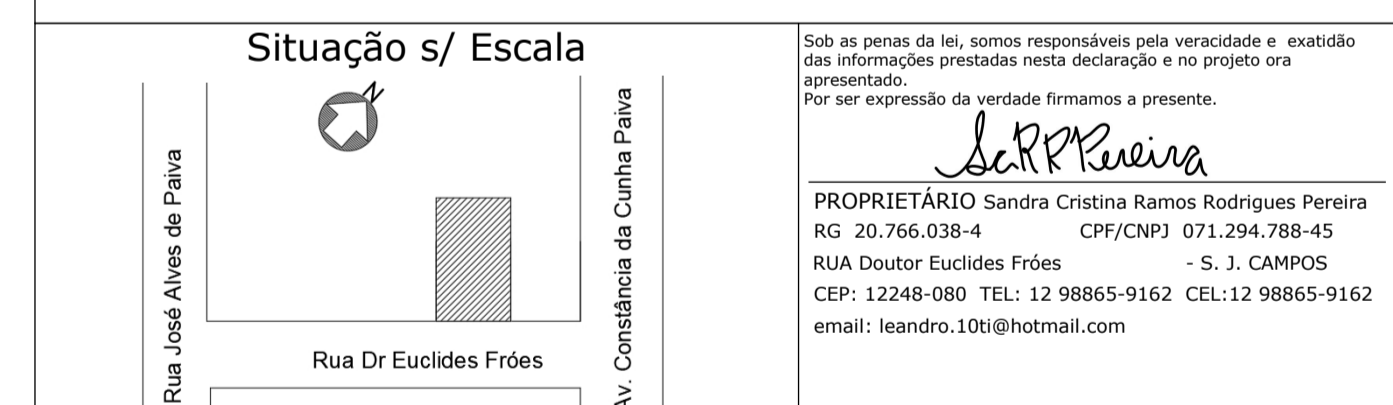 Situação s/ Escala
N
Rua José Alves de Paiva
Av. Constância da Cunha Paiva
Rua Dr Euclides Fróes
Sob as penas da lei, somos responsáveis pela veracidade e exatidão
das informações prestadas nesta declaração e no projeto ora
apresentado.
Por ser expressão da verdade firmamos a presente.
ScRRPereira
PROPRIETÁRIO Sandra Cristina Ramos Rodrigues Pereira
RG 20.766.038-4 CPF/CNPJ 071.294.788-45
RUA Doutor Euclides Fróes - S. J. CAMPOS
CEP: 12248-080 TEL: 12 98865-9162 CEL:12 98865-9162
email: leandro.10ti@hotmail.com